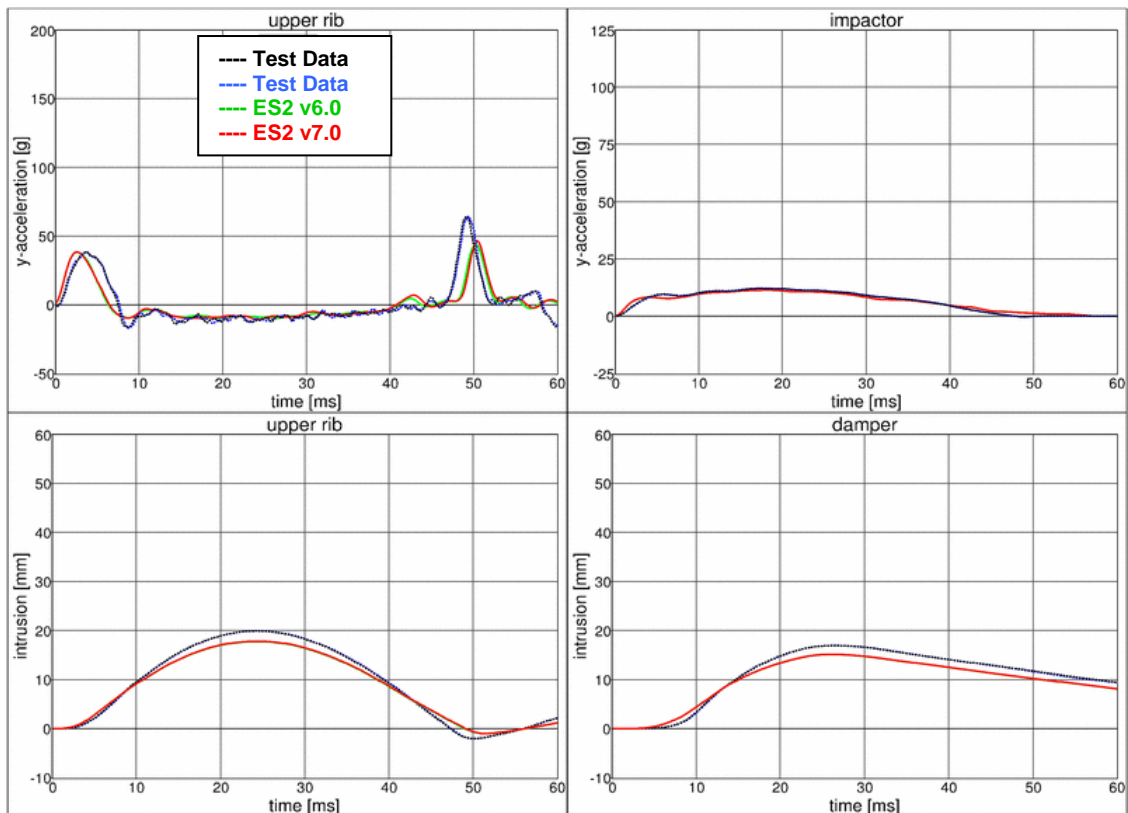 upper rib
200
150
100
50
0
-50
y-acceleration [g]
---- Test Data
---- Test Data
---- ES2 v6.0
---- ES2 v7.0
0 10 20 30 40 50 60
time [ms]
impactor
125
100
75
50
25
0
-25
y-acceleration [g]
0 10 20 30 40 50 60
time [ms]
upper rib
60
50
40
30
20
10
0
-10
intrusion [mm]
0 10 20 30 40 50 60
time [ms]
damper
60
50
40
30
20
10
0
-10
intrusion [mm]
0 10 20 30 40 50 60
time [ms]